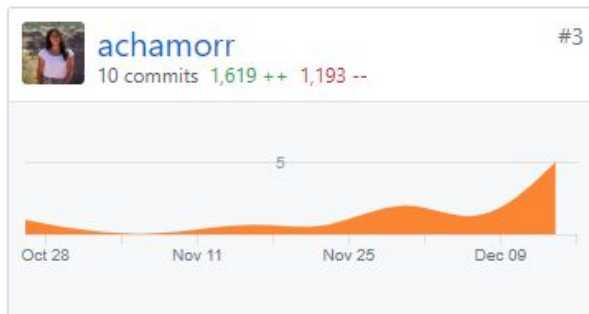 achamorr
#3
10 commits 1,619 ++ 1,193 --
5
Oct 28 Nov 11 Nov 25 Dec 09